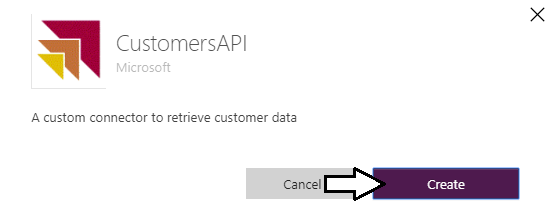 CustomersAPI
Microsoft
A custom connector to retrieve customer data
Cancel
Create